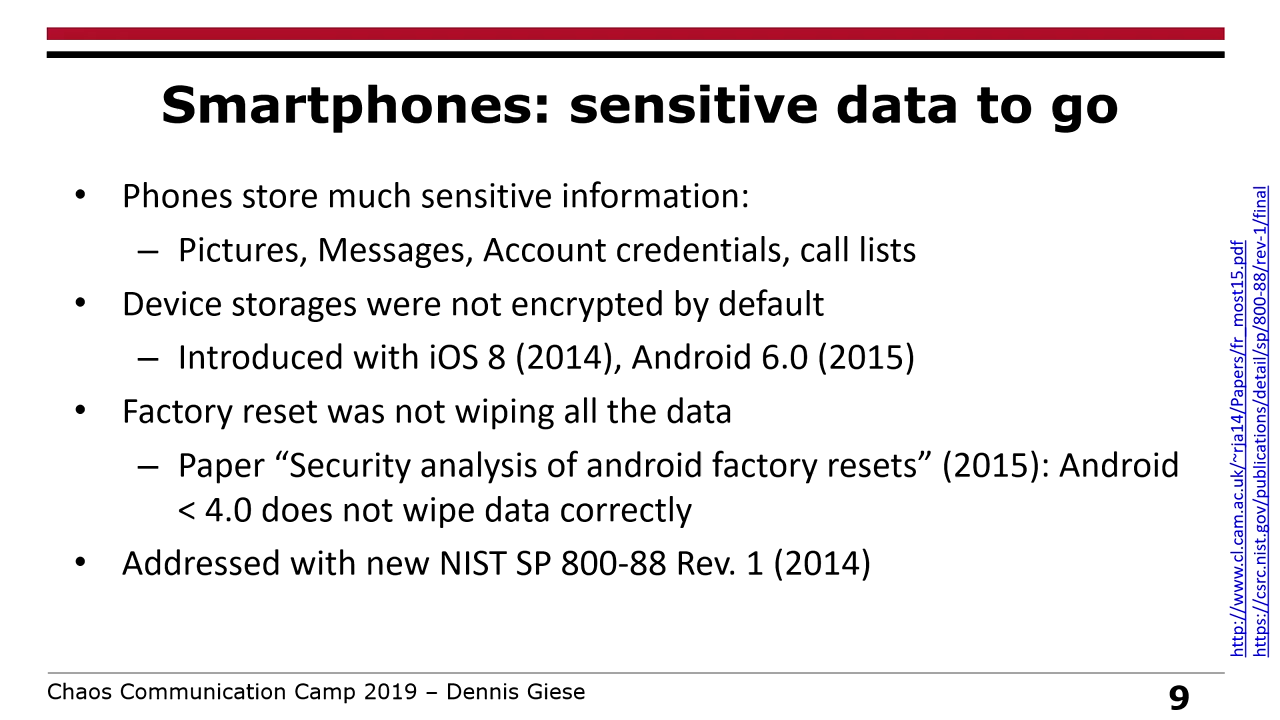 Smartphones: sensitive data to go
• Phones store much sensitive information:
– Pictures, Messages, Account credentials, call lists
• Device storages were not encrypted by default
– Introduced with iOS 8 (2014), Android 6.0 (2015)
• Factory reset was not wiping all the data
– Paper “Security analysis of android factory resets” (2015): Android
< 4.0 does not wipe data correctly
• Addressed with new NIST SP 800-88 Rev. 1 (2014)
http://www.cl.cam.ac.uk/~rja14/Papers/fr_most15.pdf
https://csrc.nist.gov/publications/detail/sp/800-88/rev-1/final
Chaos Communication Camp 2019 – Dennis Giese
9